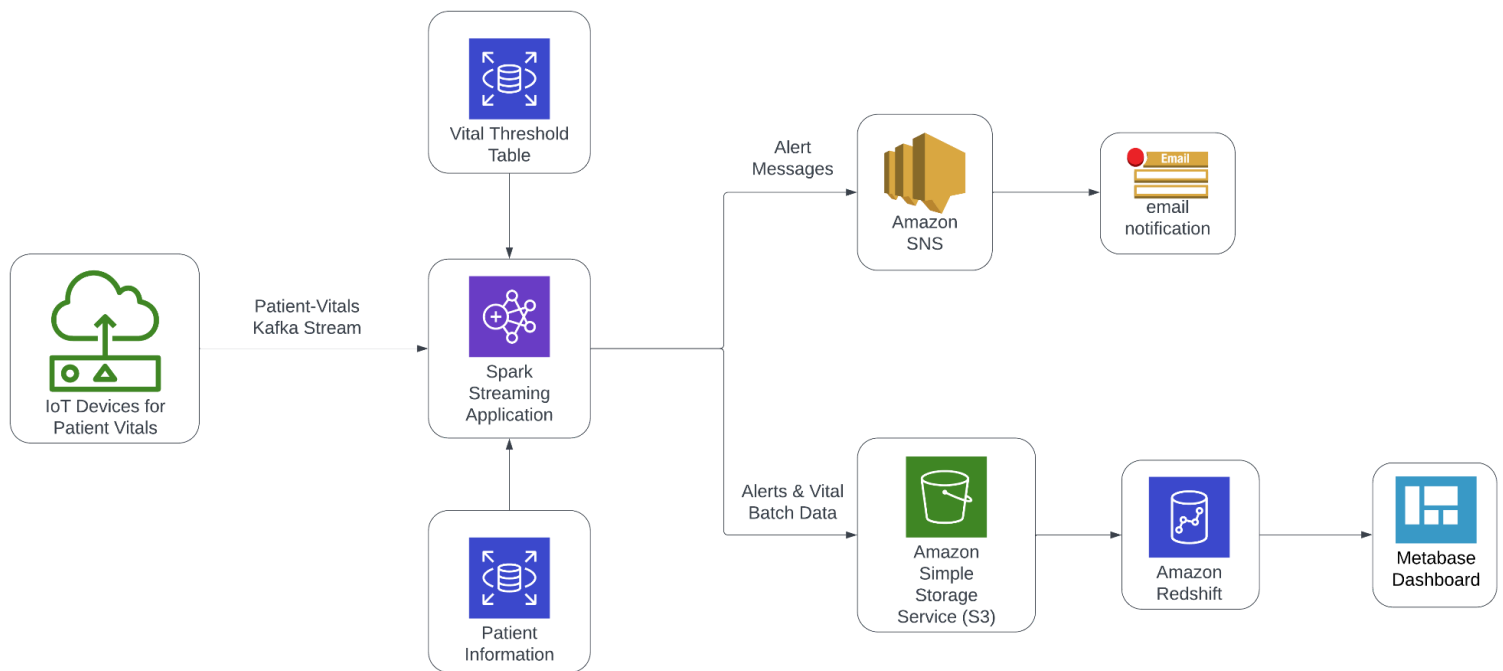 Vital Threshold
Table
Alert
Messages
Amazon
SNS
Email
email
notification
IoT Devices for
Patient Vitals
Patient-Vitals
Kafka Stream
Spark
Streaming
Application
Alerts & Vital
Batch Data
Amazon
Simple
Storage
Service (S3)
Amazon
Redshift
Metabase
Dashboard
Patient
Information